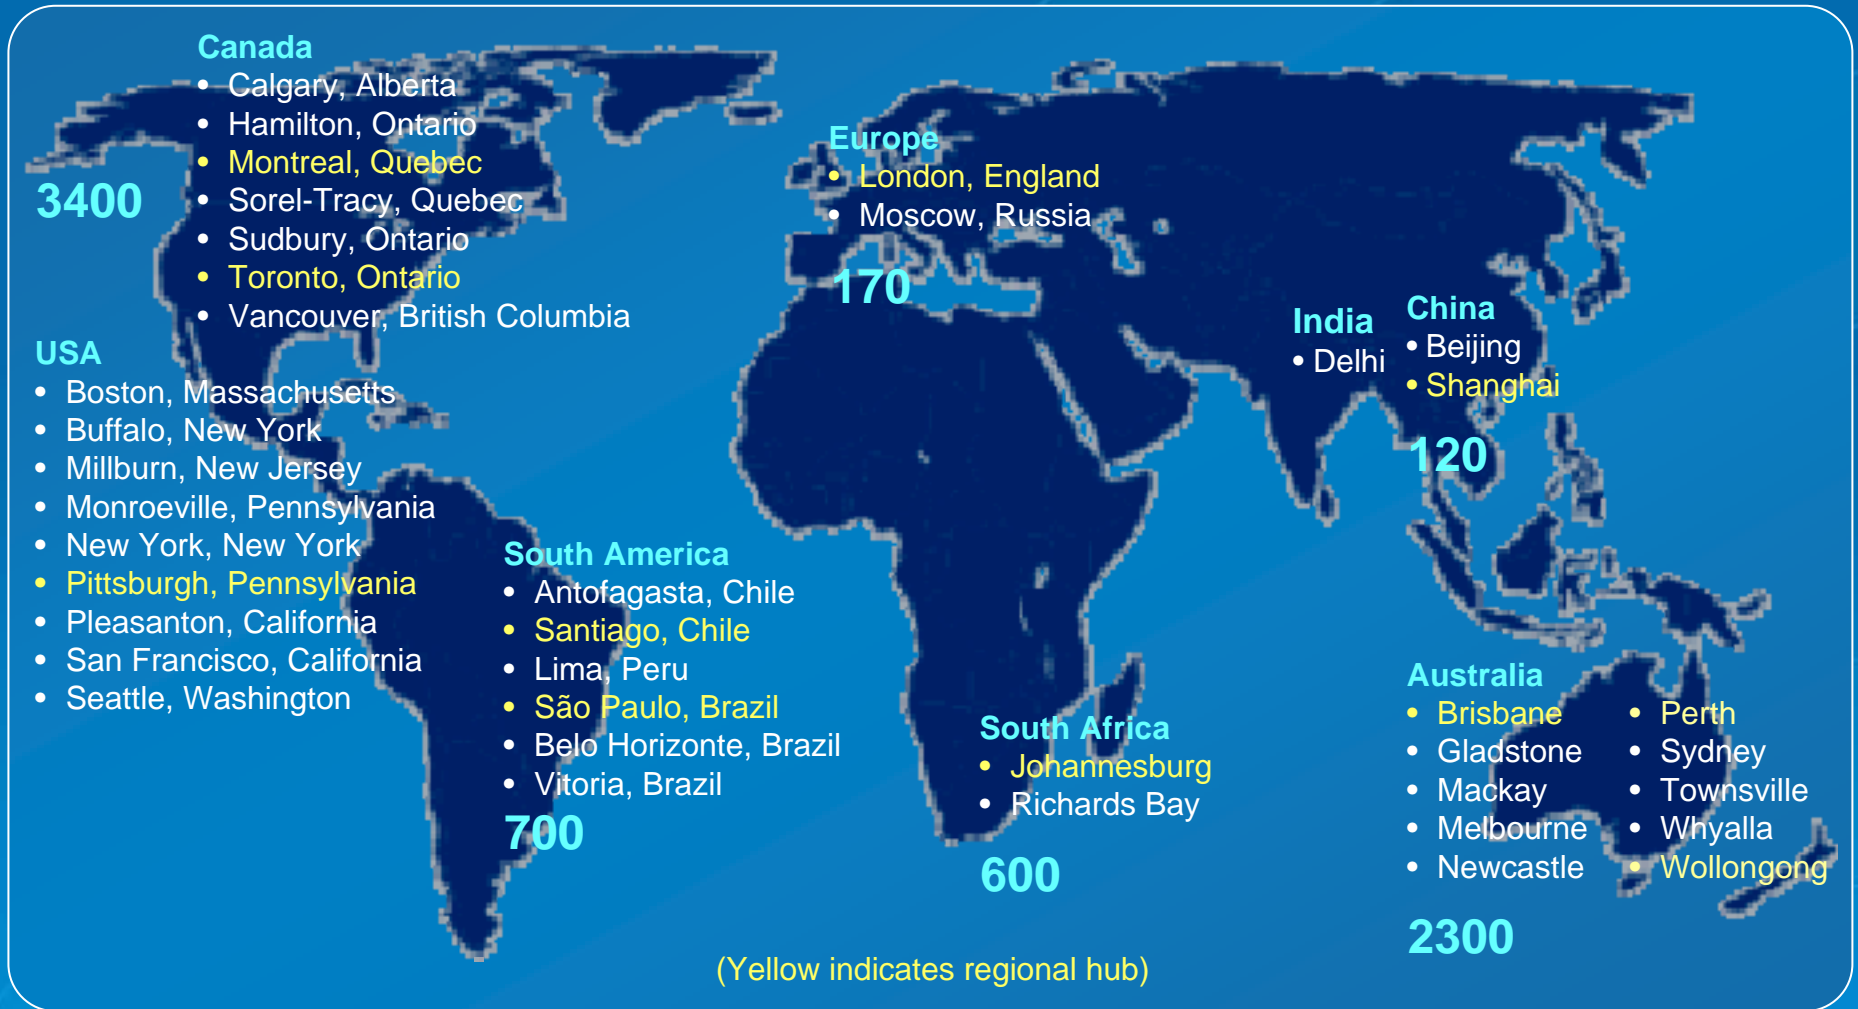 Canada
• Calgary, Alberta
• Hamilton, Ontario
• Montreal, Quebec
• Sorel-Tracy, Quebec
• Sudbury, Ontario
• Toronto, Ontario
• Vancouver, British Columbia
3400
USA
• Boston, Massachusetts
• Buffalo, New York
• Millburn, New Jersey
• Monroeville, Pennsylvania
• New York, New York
• Pittsburgh, Pennsylvania
• Pleasanton, California
• San Francisco, California
• Seattle, Washington
South America
• Antofagasta, Chile
• Santiago, Chile
• Lima, Peru
• São Paulo, Brazil
• Belo Horizonte, Brazil
• Vitoria, Brazil
700
Europe
• London, England
• Moscow, Russia
170
South Africa
• Johannesburg
• Richards Bay
600
India
• Delhi
China
• Beijing
• Shanghai
120
Australia
• Brisbane
• Gladstone
• Mackay
• Melbourne
• Newcastle
• Perth
• Sydney
• Townsville
• Whyalla
• Wollongong
2300
(Yellow indicates regional hub)